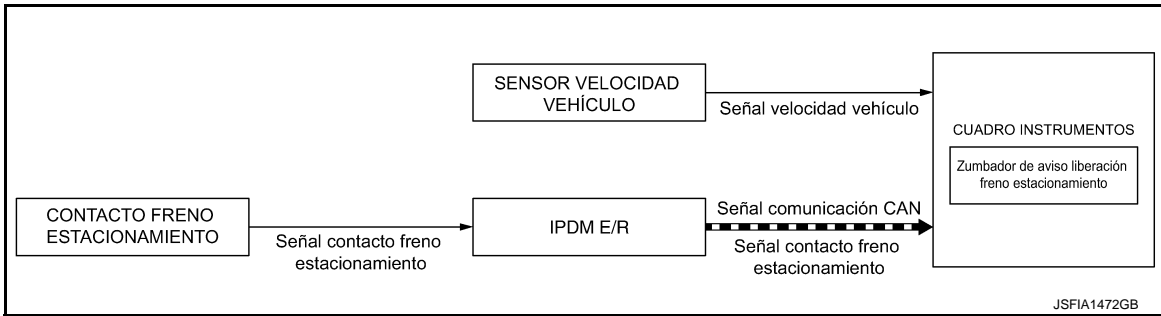 SENSOR VELOCIDAD
VEHÍCULO
Señal velocidad vehículo
CUADRO INSTRUMENTOS
Zumbador de aviso liberación
freno estacionamiento
CONTACTO FRENO
ESTACIONAMIENTO
Señal contacto freno
estacionamiento
IPDM E/R
Señal comunicación CAN
Señal contacto freno
estacionamiento
JSFIA1472GB